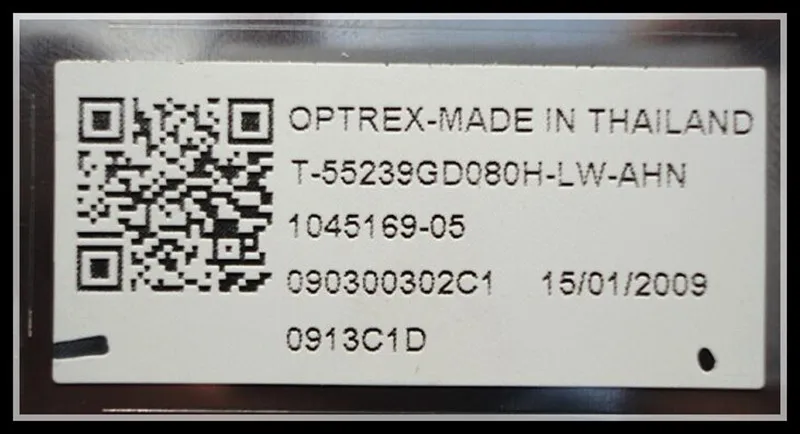 OPTREX-MADE IN THAILAND
T-55239GD080H-LW-AHN
1045169-05
090300302C1 15/01/2009
0913C1D